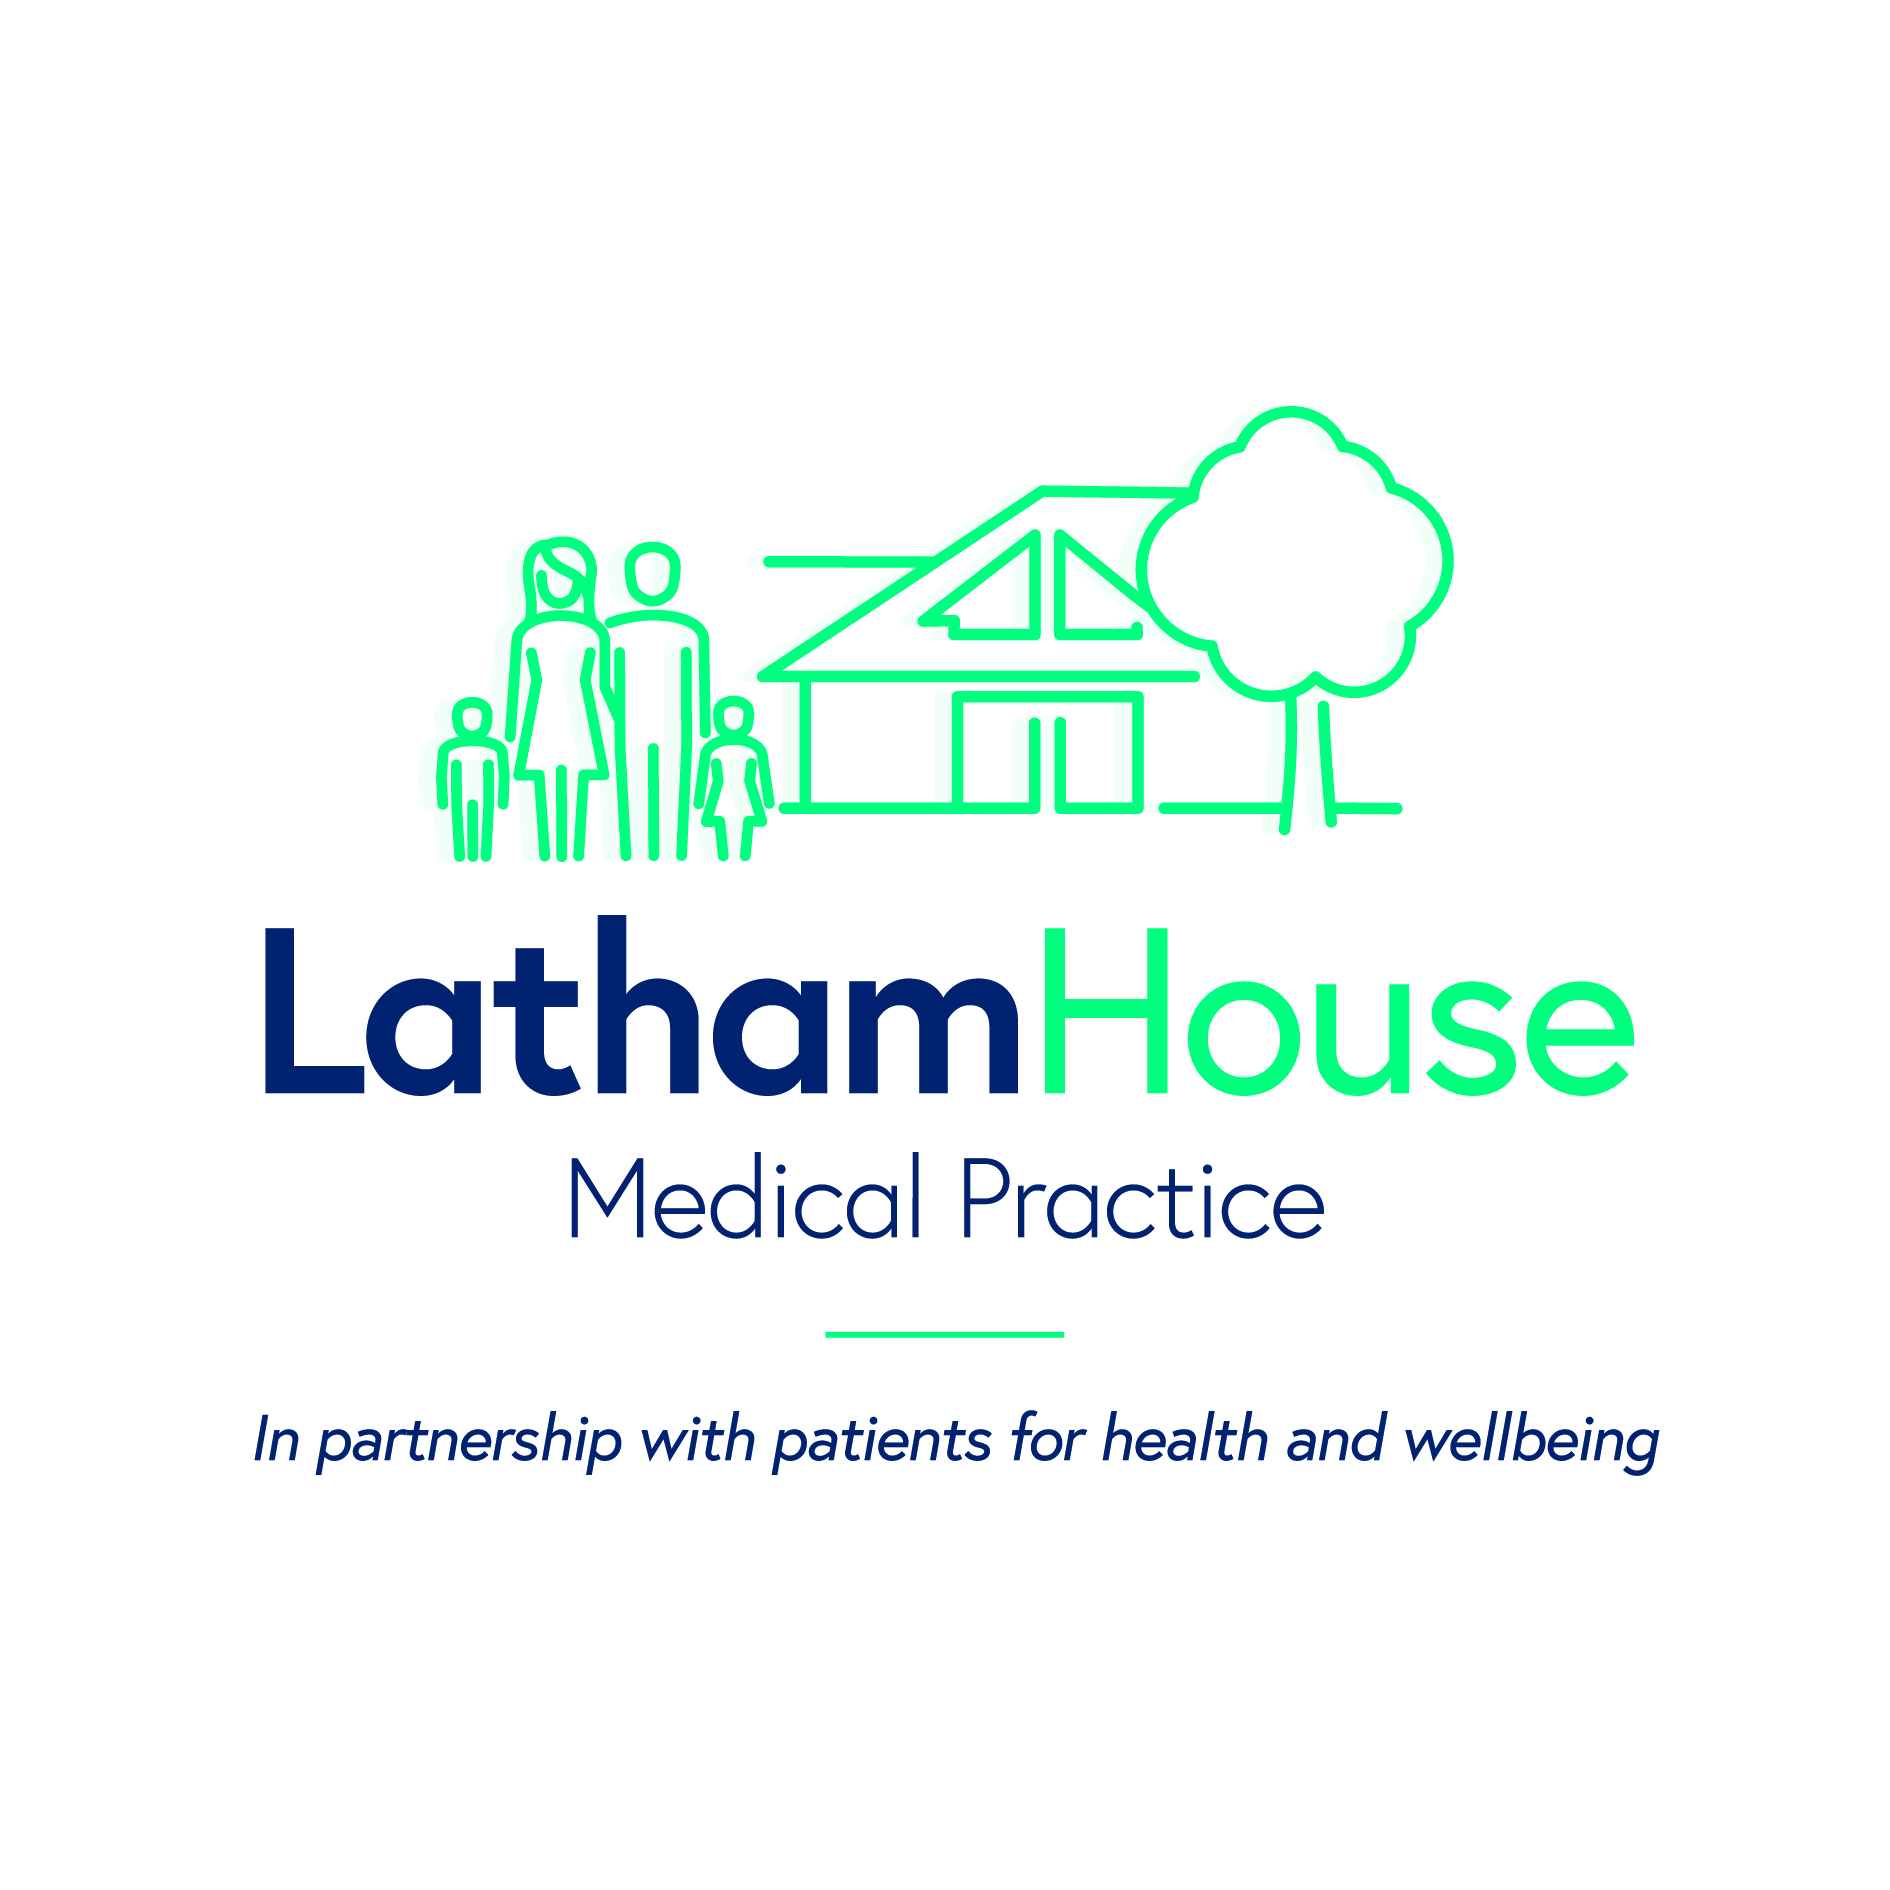 LathamHouse
Medical Practice
In partnership with patients for health and wellbeing